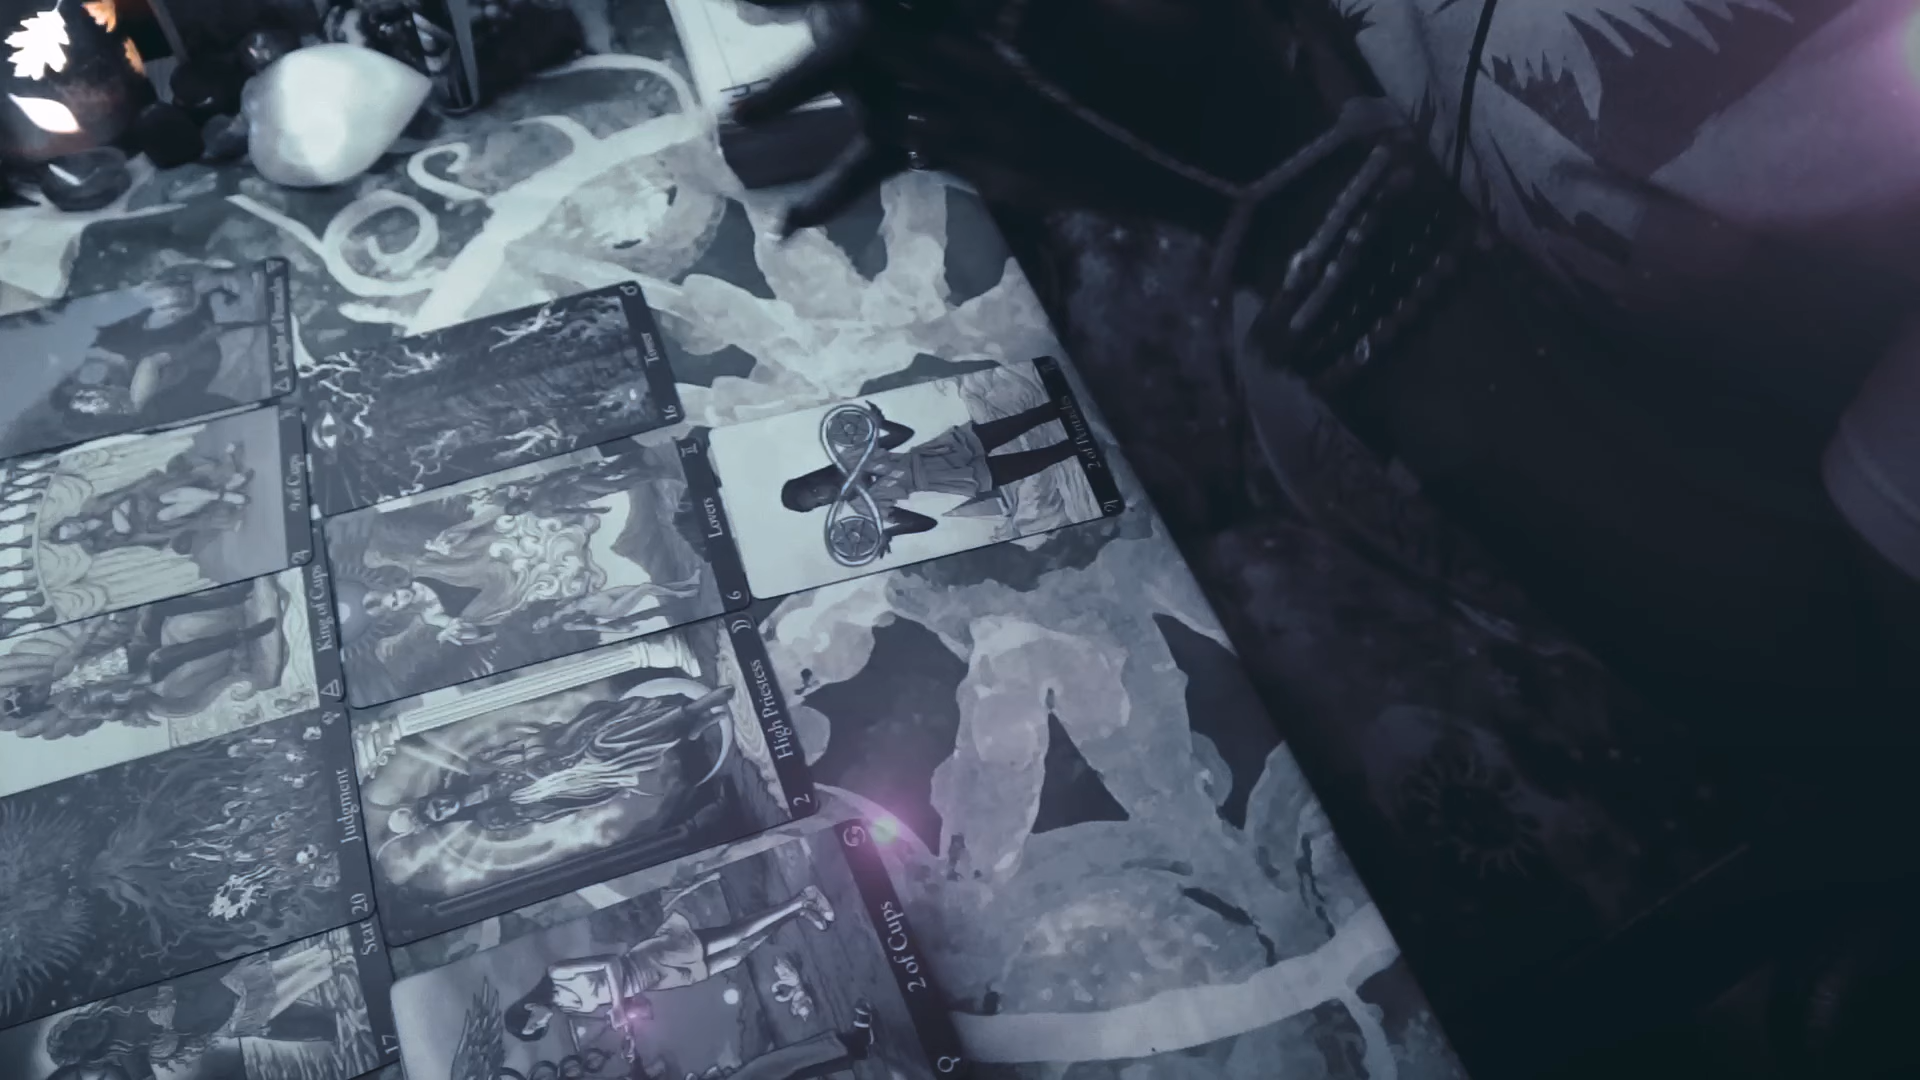 Tower
16
9 of Cups
Lovers
6
2 of Pentacles
King of Cups
High Priestess
2
Judgment
20
2 of Cups
Star
17